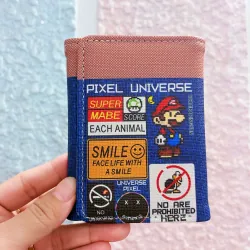 PIXEL UNIVERSE
SUPER
MABE
SCORE
EACH ANIMAL
SMILE
FACE LIFE WITH
A SMILE
UNIVERSE
PIXEL
NO ARE
PROHIBITED
HERE